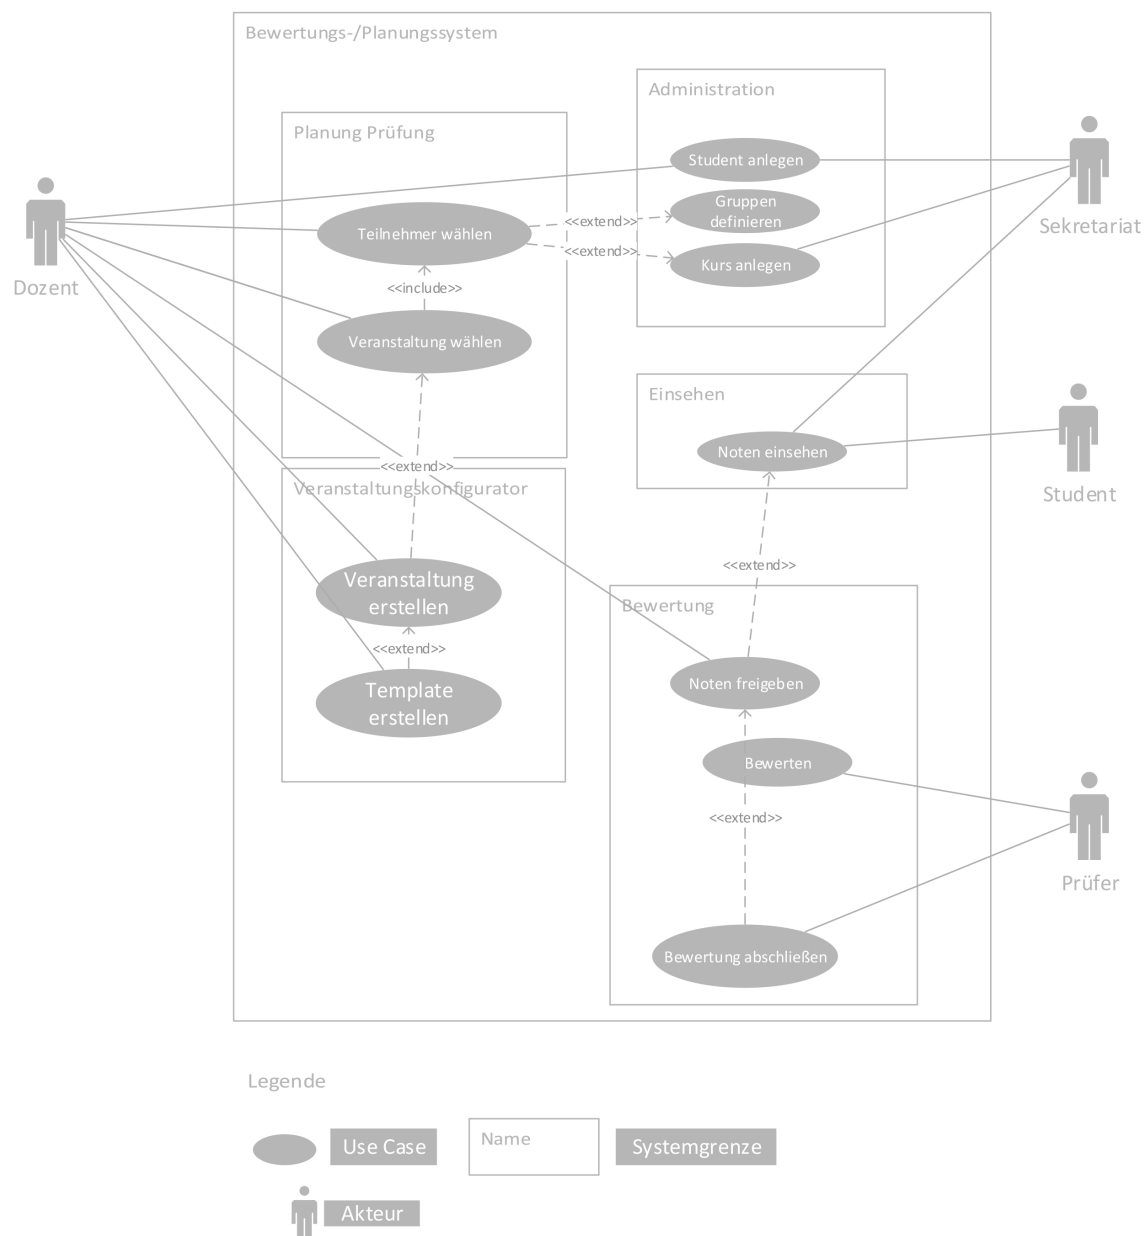 Bewertungs-/Planungssystem
Administration
Planung Prüfung
Student anlegen
Gruppen
definieren
<<extend>>
Teilnehmer wählen
<<extend>>
Kurs anlegen
Sekretariat
Dozent
<<include>>
Veranstaltung wählen
Einsehen
Noten einsehen
<<extend>>
Veranstaltungskonfigurator
Student
<<extend>>
Veranstaltung
erstellen
Bewertung
<<extend>>
Noten freigeben
Template
erstellen
Bewerten
<<extend>>
Prüfer
Bewertung abschließen
Legende
Use Case
Name
Systemgrenze
Akteur